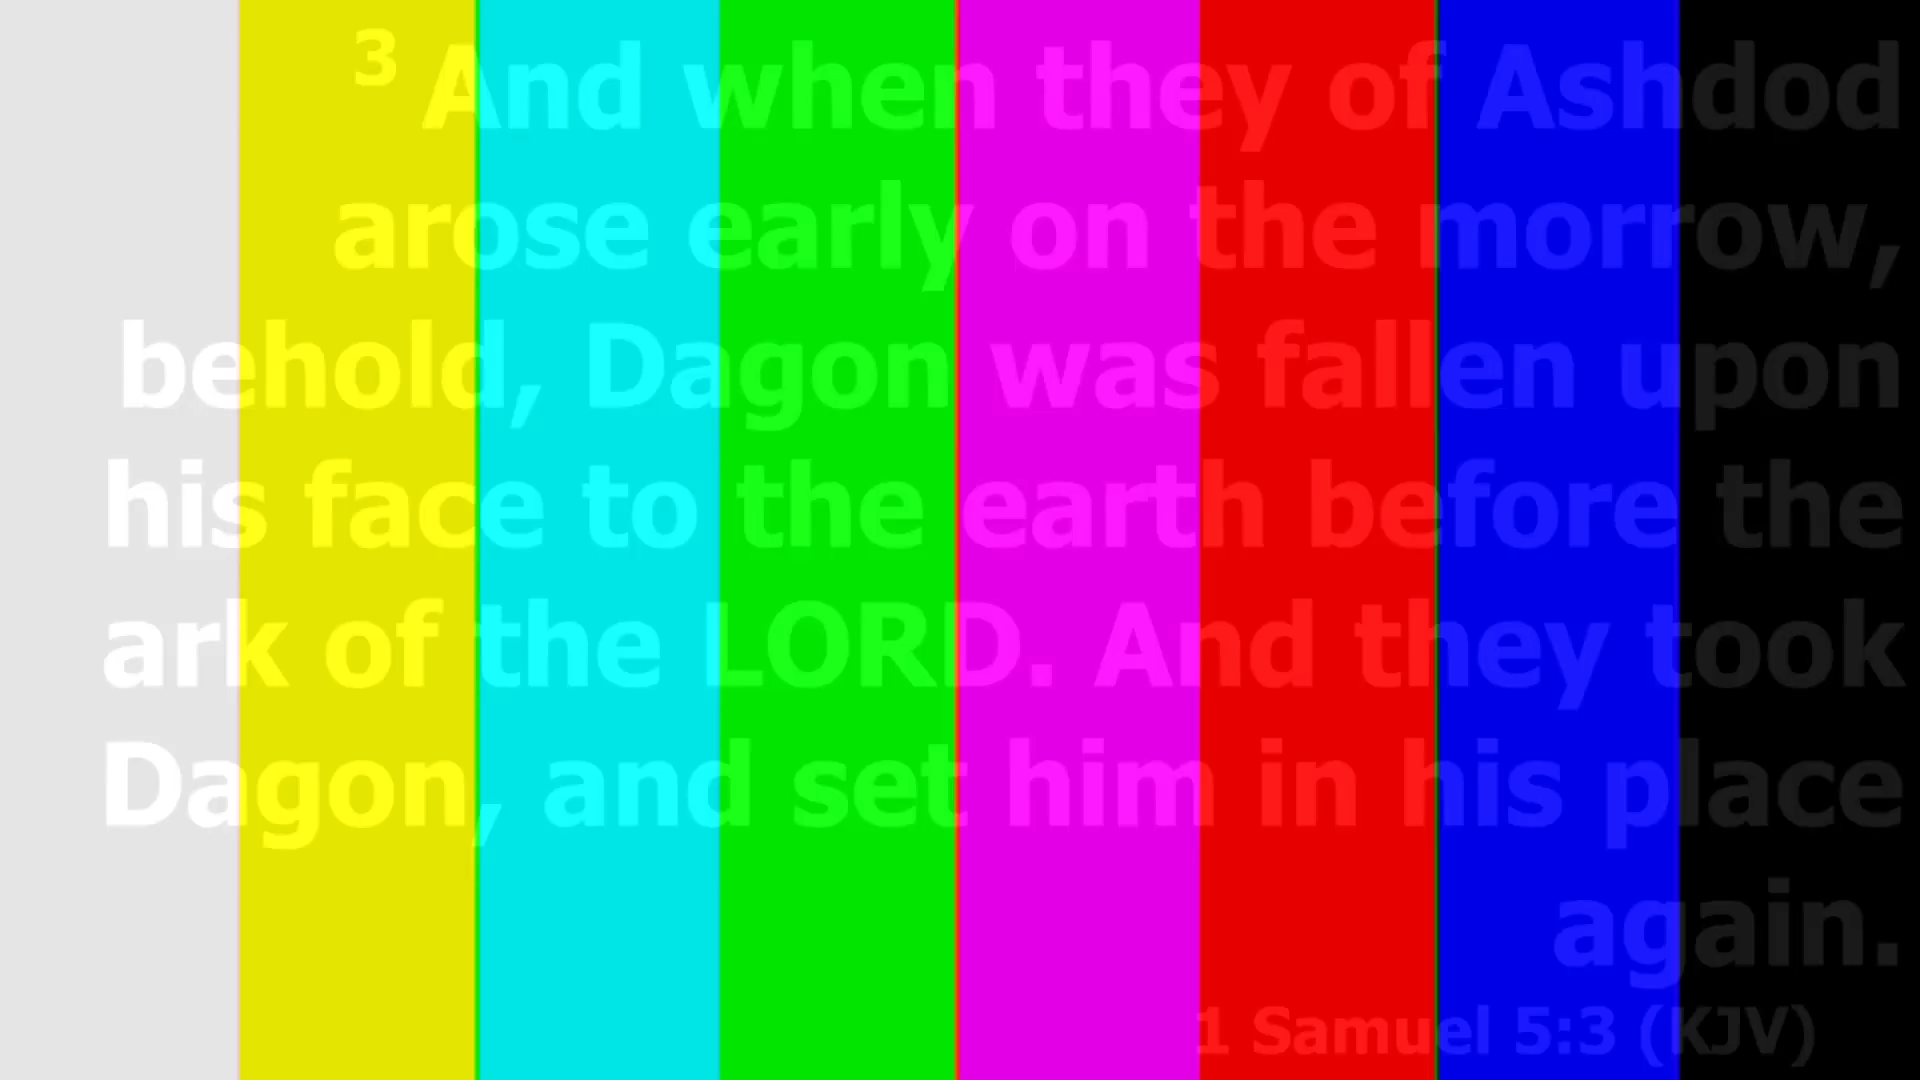 3 And when they of Ashdod
arose early on the morrow,
behold, Dagon was fallen upon
his face to the earth before the
ark of the LORD. And they took
Dagon, and set him in his place
again.
1 Samuel 5:3 (KJV)